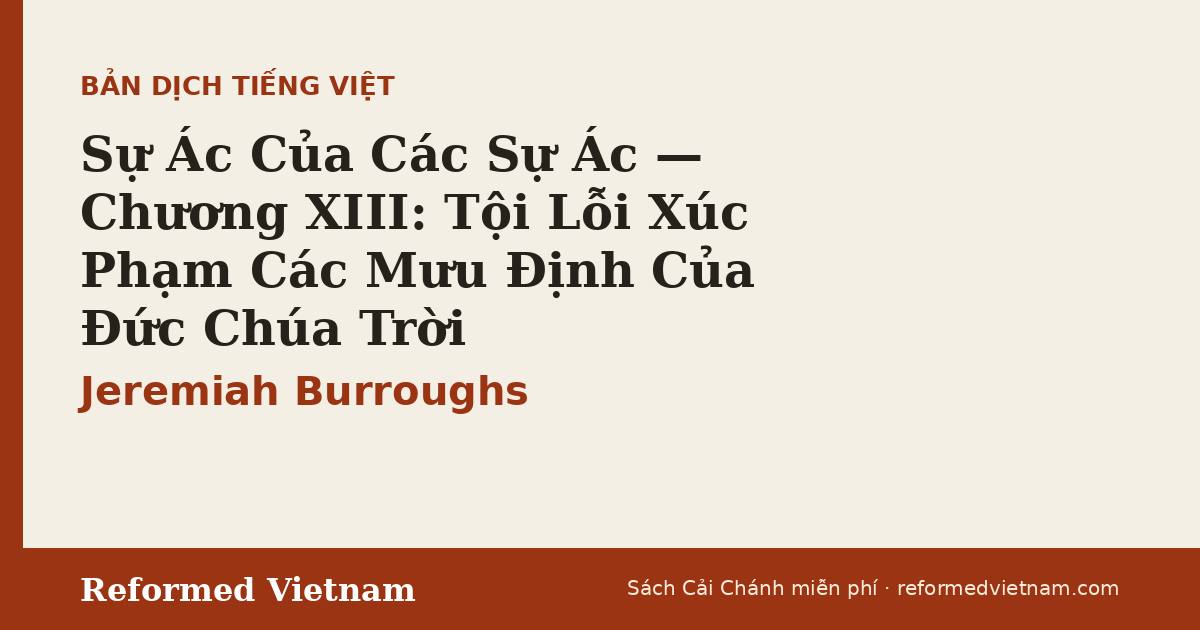 BẢN DỊCH TIẾNG VIỆT
Sự Ác Của Các Sự Ác —
Chương XIII: Tội Lỗi Xúc
Phạm Các Mưu Định Của
Đức Chúa Trời
Jeremiah Burroughs
Reformed Vietnam
Sách Cải Chánh miễn phí · reformedvietnam.com